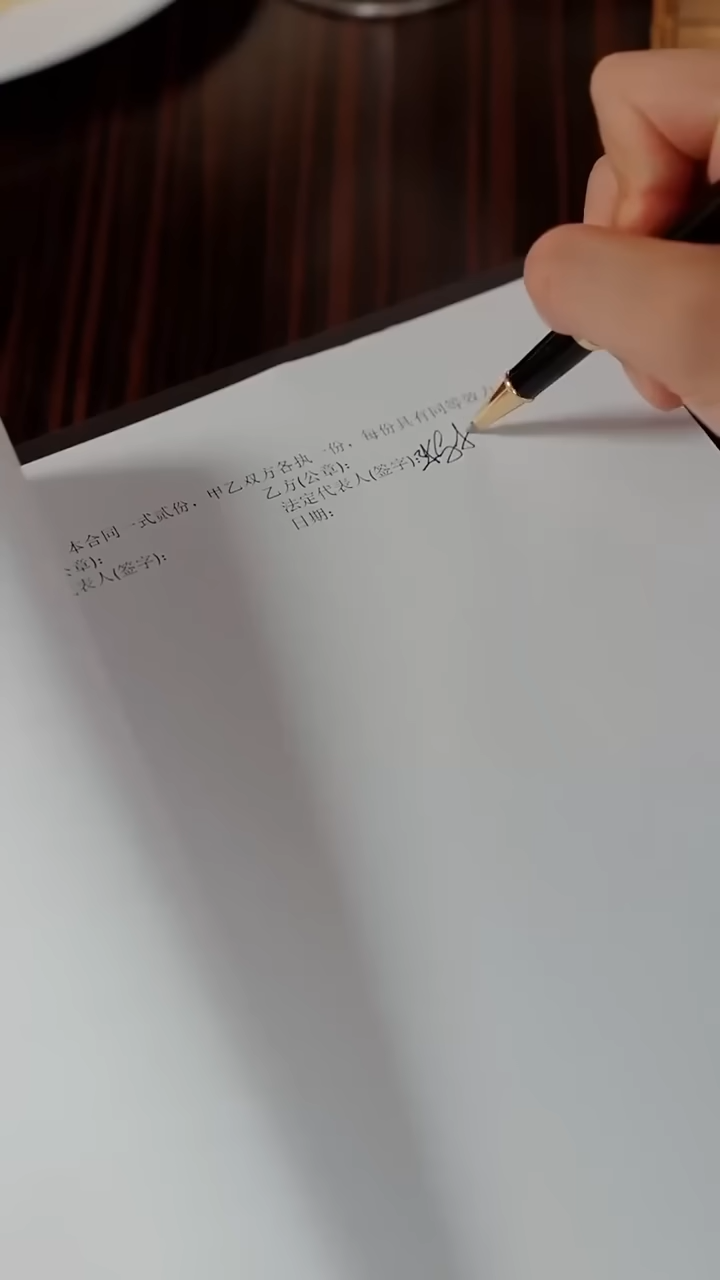 本合同一式贰份，甲乙双方各执一份，每份具有同等效力
章):
乙方(公章):
表人(签字):
法定代表人(签字):
日期: